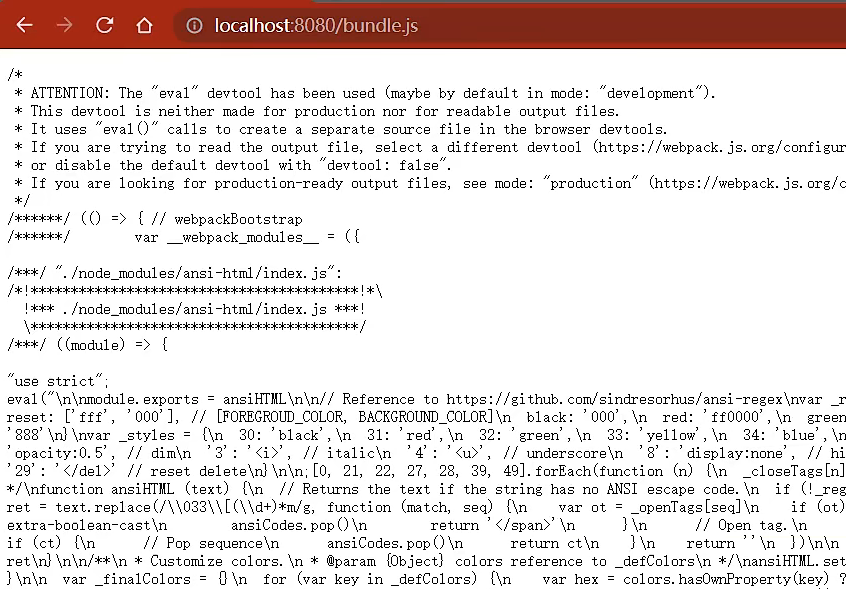 localhost:8080/bundle.js
/*
 * ATTENTION: The "eval" devtool has been used (maybe by default in mode: "development").
 * This devtool is neither made for production nor for readable output files.
 * It uses "eval()" calls to create a separate source file in the browser devtools.
 * If you are trying to read the output file, select a different devtool (https://webpack.js.org/configur
 * or disable the default devtool with "devtool: false".
 * If you are looking for production-ready output files, see mode: "production" (https://webpack.js.org/c
 */
/******/ (() => { // webpackBootstrap
/******/ 	var __webpack_modules__ = ({
/***/ "./node_modules/ansi-html/index.js":
/*!*****************************************!*\
  !*** ./node_modules/ansi-html/index.js ***!
  \*****************************************/
/***/ ((module) => {
"use strict";
eval("\n\nmodule.exports = ansiHTML\n\n// Reference to https://github.com/sindresorhus/ansi-regex\nvar _r
reset: ['fff', '000'], // [FOREGROUD_COLOR, BACKGROUND_COLOR]\n  black: '000',\n  red: 'ff0000',\n  green
'888'\n}\nvar _styles = {\n  30: 'black',\n  31: 'red',\n  32: 'green',\n  33: 'yellow',\n  34: 'blue',\n
'opacity:0.5', // dim\n  '3': '<i>', // italic\n  '4': '<u>', // underscore\n  '8': 'display:none', // hi
'29': '</del>' // reset delete\n}\n\n;[0, 21, 22, 27, 28, 39, 49].forEach(function (n) {\n  _closeTags[n]
*/\nfunction ansiHTML (text) {\n  // Returns the text if the string has no ANSI escape code.\n  if (!_reg
ret = text.replace(/\\033\\[(\\d+)*m/g, function (match, seq) {\n    var ot = _openTags[seq]\n    if (ot)
extra-boolean-cast\n        ansiCodes.pop()\n        return '</span>'\n      }\n      // Open tag.\n
if (ct) {\n      // Pop sequence\n      ansiCodes.pop()\n      return ct\n    }\n    return ''\n  })\n\n
ret\n}\n\n/**\n * Customize colors.\n * @param {Object} colors reference to _defColors\n */\nansiHTML.set
}\n\n  var _finalColors = {}\n  for (var key in _defColors) {\n    var hex = colors.hasOwnProperty(key) ?